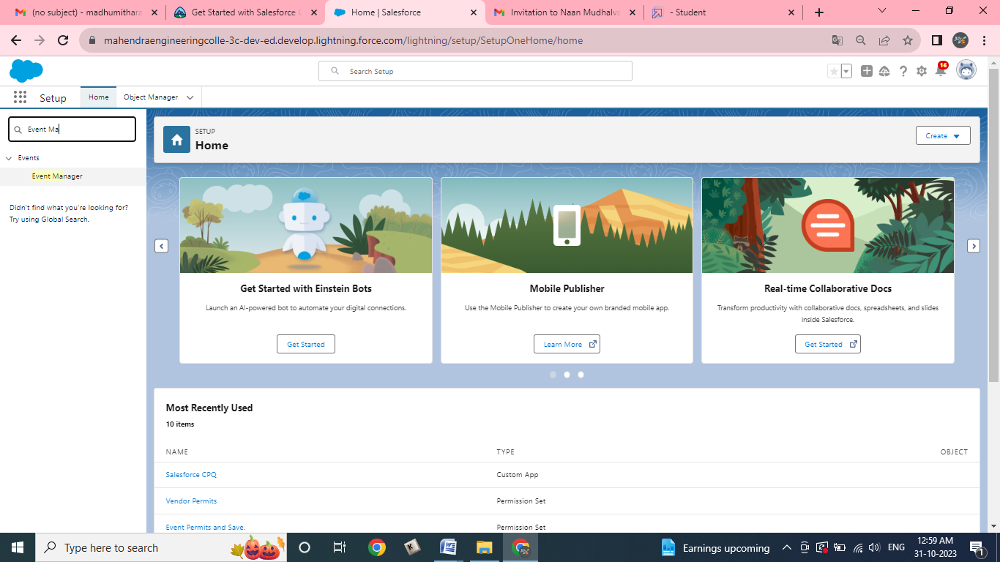 (no subject) - madhumithara
Get Started with Salesforce C
Home | Salesforce
Invitation to Naan Mudhalva
- Student
mahendraengineeringcolle-3c-dev-ed.develop.lightning.force.com/lightning/setup/SetupOneHome/home
Search Setup
16
Setup
Home
Object Manager
Event Ma
Events
Event Manager
Didn't find what you're looking for?
Try using Global Search.
SETUP
Home
Create
Get Started with Einstein Bots
Launch an AI-powered bot to automate your digital connections.
Get Started
Mobile Publisher
Use the Mobile Publisher to create your own branded mobile app.
Learn More
Real-time Collaborative Docs
Transform productivity with collaborative docs, spreadsheets, and slides
inside Salesforce.
Get Started
Most Recently Used
10 items
NAME TYPE OBJECT
Salesforce CPQ Custom App
Vendor Permits Permission Set
Event Permits and Save. Permission Set
Type here to search
Earnings upcoming
ENG
12:59 AM
31-10-2023
1